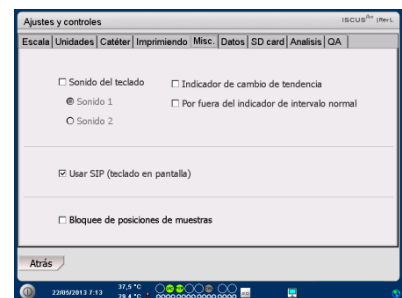 Ajustes y controles
ISCUS
Escala Unidades Catéter Imprimiendo Misc. Datos SD card Analisis QA
Sonido del teclado
Indicador de cambio de tendencia
Sonido 1
Por fuera del indicador de intervalo normal
Sonido 2
Usar SIP (teclado en pantalla)
Bloquee de posiciones de muestras
Atrás
22/05/2013 7:13
37,5 °C